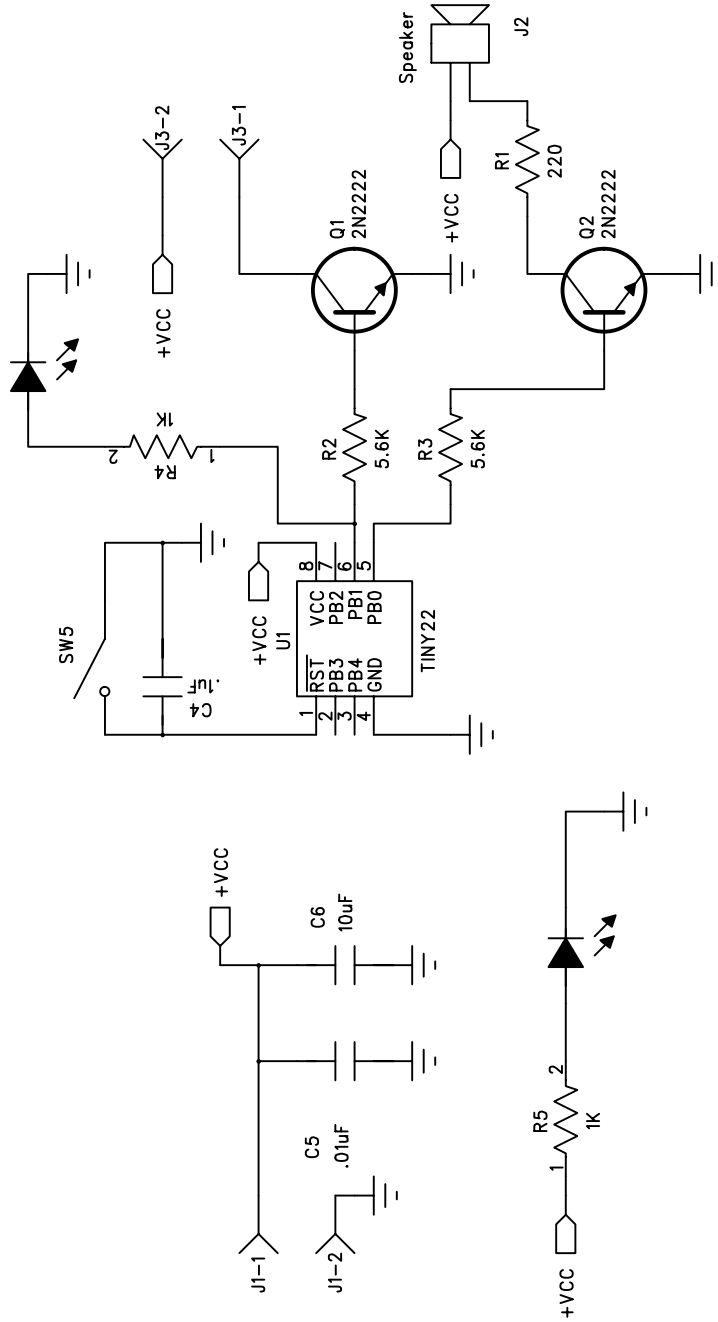 Speaker
J2
J3-2
J3-1
+VCC
+VCC
R1
220
Q1
2N2222
Q2
2N2222
1K
R4
2
1
R2
5.6K
R3
5.6K
SW5
.1uF
C4
+VCC
U1
8
7
6
5
VCC
PB2
PB1
PB0
RST
PB3
PB4
GND
1
2
3
4
TINY22
+VCC
C6
10uF
C5
.01uF
J1-1
J1-2
R5
1K
2
1
+VCC